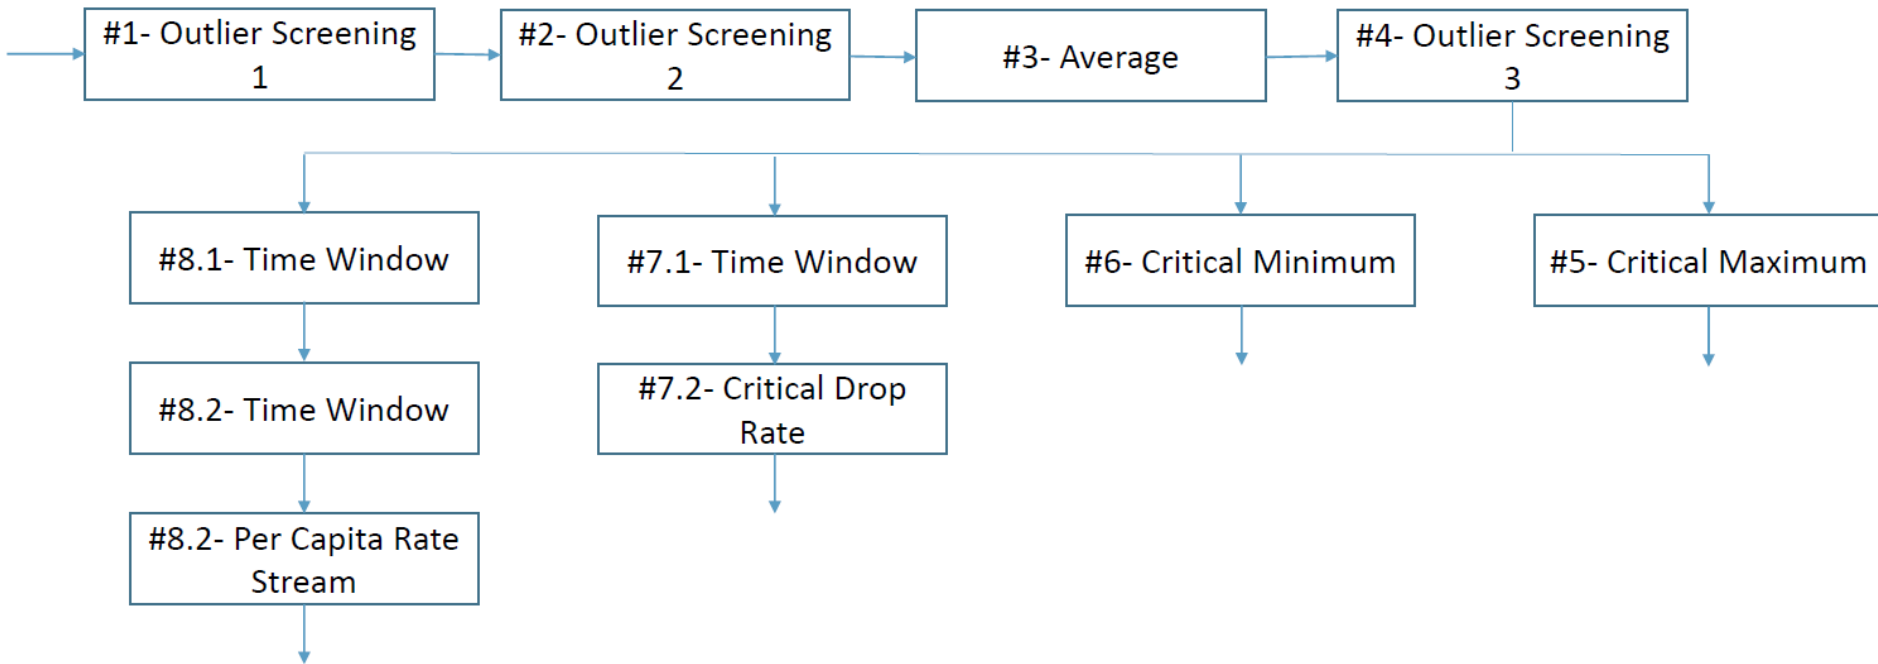 #1- Outlier Screening
1
#2- Outlier Screening
2
#3- Average
#4- Outlier Screening
3
#8.1- Time Window
#7.1- Time Window
#6- Critical Minimum
#5- Critical Maximum
#8.2- Time Window
#7.2- Critical Drop
Rate
#8.2- Per Capita Rate
Stream